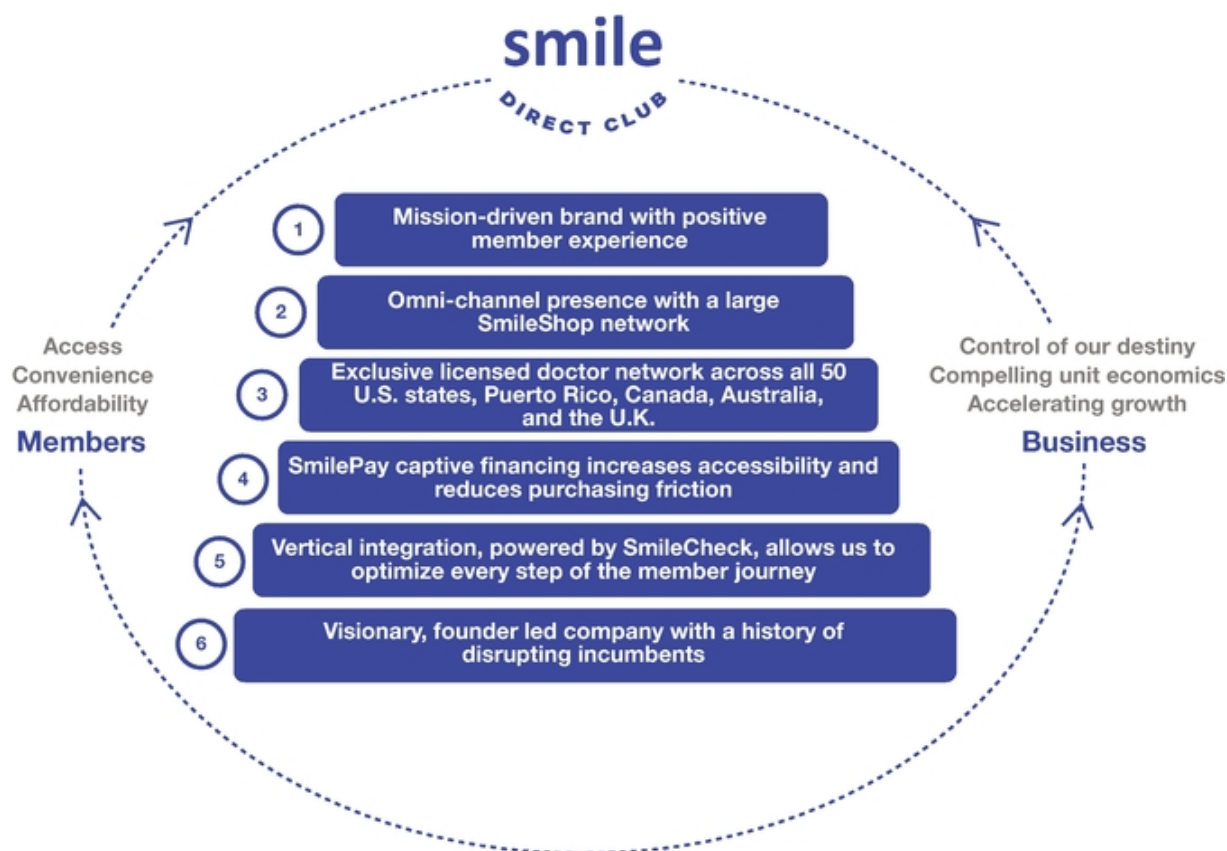 smile
DIRECT CLUB
1
Mission-driven brand with positive
member experience
2
Omni-channel presence with a large
SmileShop network
3
Exclusive licensed doctor network across all 50
U.S. states, Puerto Rico, Canada, Australia,
and the U.K.
4
SmilePay captive financing increases accessibility and
reduces purchasing friction
5
Vertical integration, powered by SmileCheck, allows us to
optimize every step of the member journey
6
Visionary, founder led company with a history of
disrupting incumbents
Access
Convenience
Affordability
Members
Control of our destiny
Compelling unit economics
Accelerating growth
Business